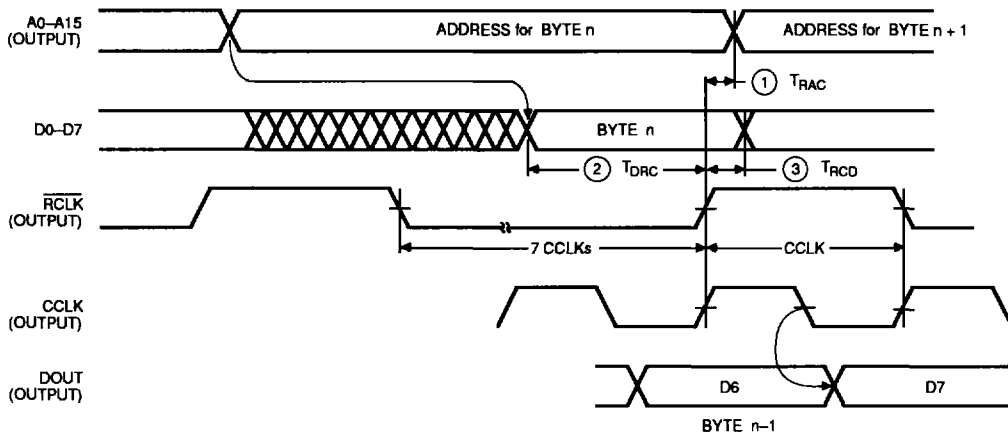 A0–A15
(OUTPUT)
ADDRESS for BYTE n
ADDRESS for BYTE n + 1
1 TRAC
D0–D7
BYTE n
2 TDRC
3 TRCD
RCLK
(OUTPUT)
7 CCLKs
CCLK
CCLK
(OUTPUT)
DOUT
(OUTPUT)
D6
D7
BYTE n–1